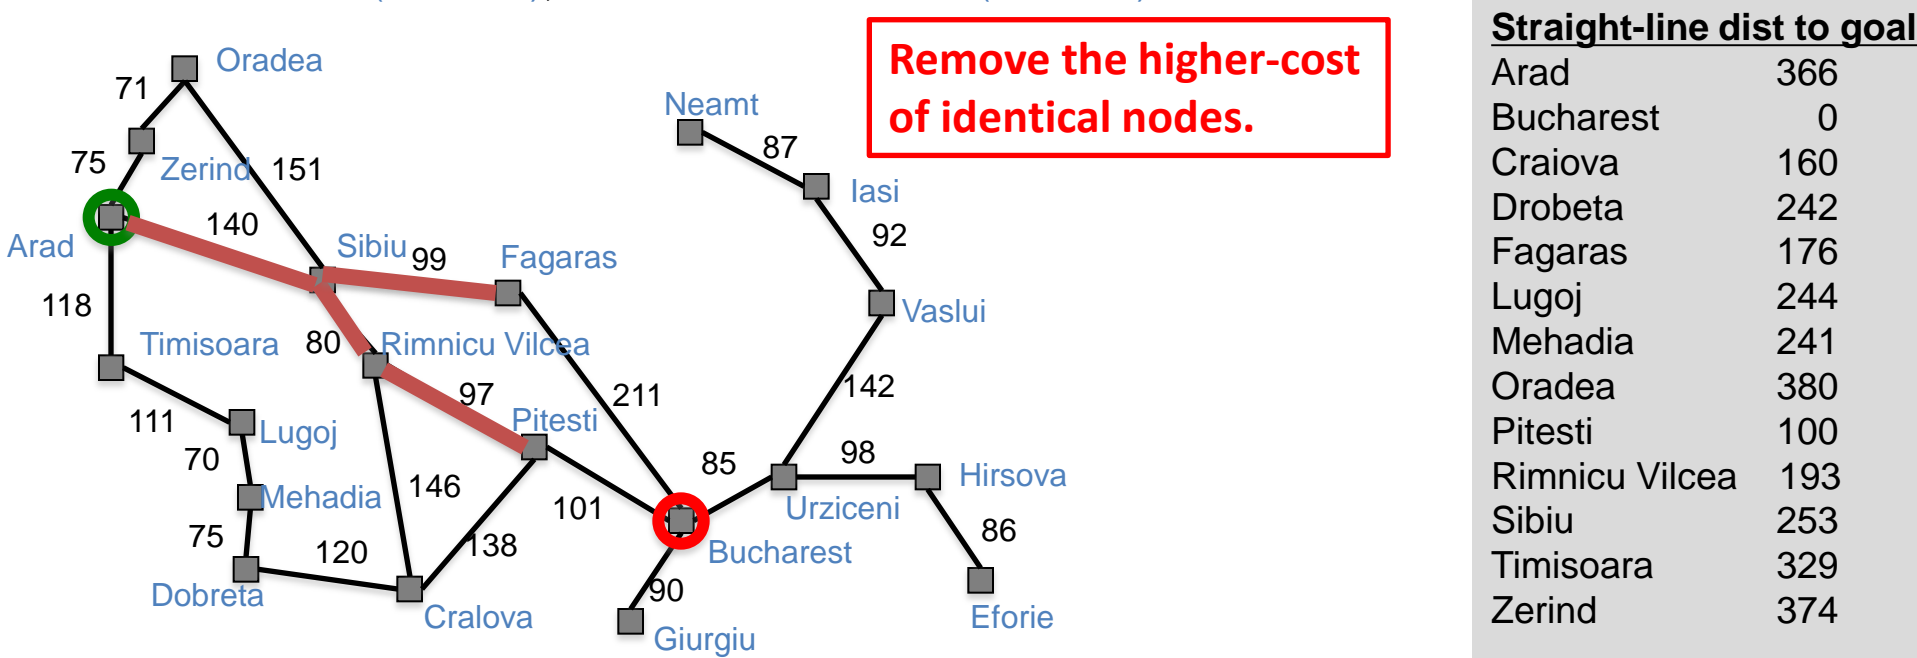 Oradea
71
Neamt
87
75
Zerind
151
Iasi
140
92
Arad
Sibiu
99
Fagaras
118
Vaslui
Timisoara
80
Rimnicu Vilcea
97
211
142
111
Pitesti
Lugoj
70
85
98
Hirsova
Mehadia
146
101
Urziceni
75
120
138
Bucharest
86
Dobreta
90
Cralova
Giurgiu
Eforie
Remove the higher-cost
of identical nodes.
Straight-line dist to goal
Arad 366
Bucharest 0
Craiova 160
Drobeta 242
Fagaras 176
Lugoj 244
Mehadia 241
Oradea 380
Pitesti 100
Rimnicu Vilcea 193
Sibiu 253
Timisoara 329
Zerind 374